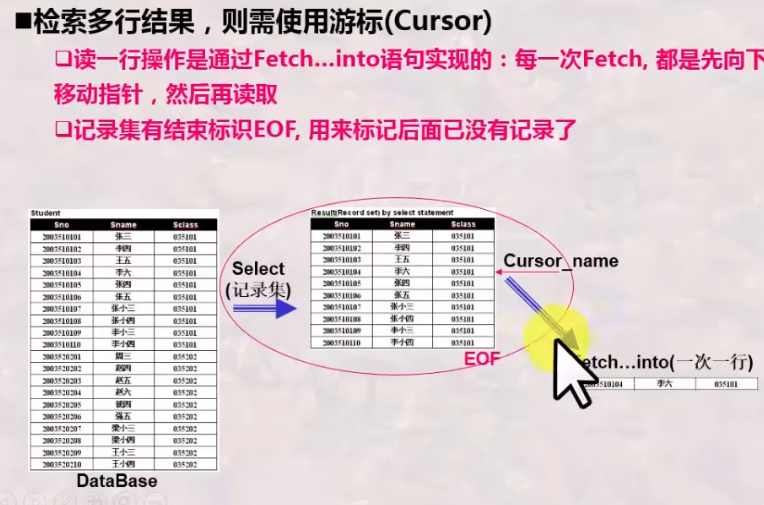 ■检索多行结果，则需使用游标(Cursor)
❑读一行操作是通过Fetch…into语句实现的：每一次Fetch, 都是先向下
移动指针，然后再读取
❑记录集有结束标识EOF, 用来标记后面已没有记录了
Student
Sno Sname Sclass
2003510101 张三 035101
2003510102 李四 035101
2003510103 王五 035101
2003510104 李六 035101
2003510105 张四 035101
2003510106 张五 035101
2003510107 张小三 035101
2003510108 张小四 035101
2003510109 李小三 035101
2003510110 李小四 035101
2003520201 周三 035202
2003520202 赵四 035202
2003520203 赵五 035202
2003520204 赵六 035202
2003520205 钱四 035202
2003520206 强五 035202
2003520207 梁小三 035202
2003520208 梁小四 035202
2003520209 王小三 035202
2003520210 王小四 035202
DataBase
Select
(记录集)
Result(Record set) by select statement
Sno Sname Sclass
2003510101 张三 035101
2003510102 李四 035101
2003510103 王五 035101
2003510104 李六 035101
2003510105 张四 035101
2003510106 张五 035101
2003510107 张小三 035101
2003510108 张小四 035101
2003510109 李小三 035101
2003510110 李小四 035101
EOF
Cursor_name
etch…into(一次一行)
03510104 李六 035101